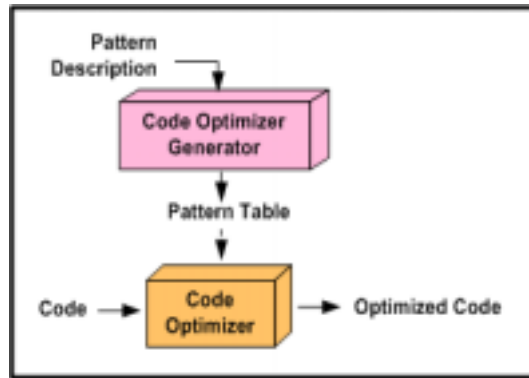 Pattern
Description
Code Optimizer
Generator
Pattern Table
Code
Code
Optimizer
Optimized Code